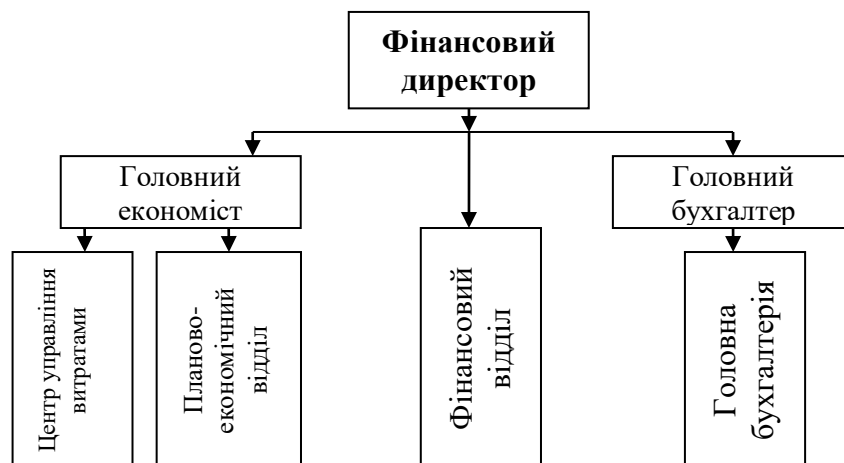 Фінансовий
директор
Головний
економіст
Головний
бухгалтер
Центр управління
витратами
Планово-
економічний
відділ
Фінансовий
відділ
Головна
бухгалтерія